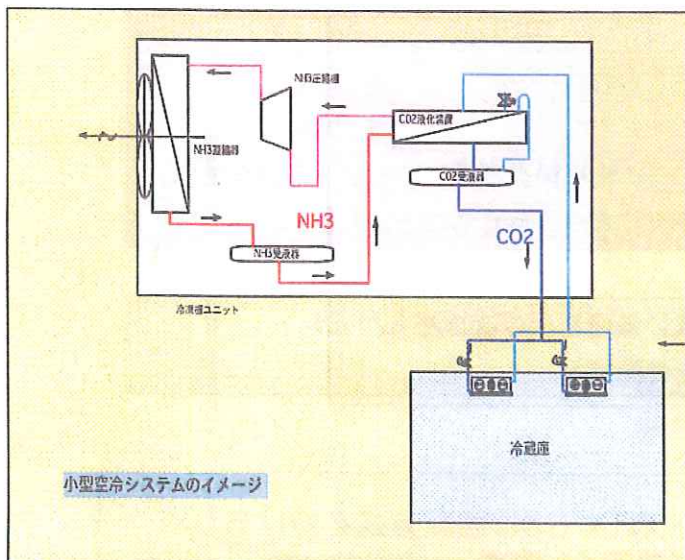 NH3圧縮機
CO2液化装置
NH3凝縮器
CO2受液器
NH3
CO2
NH3受液器
冷凍機ユニット
冷蔵庫
小型空冷システムのイメージ